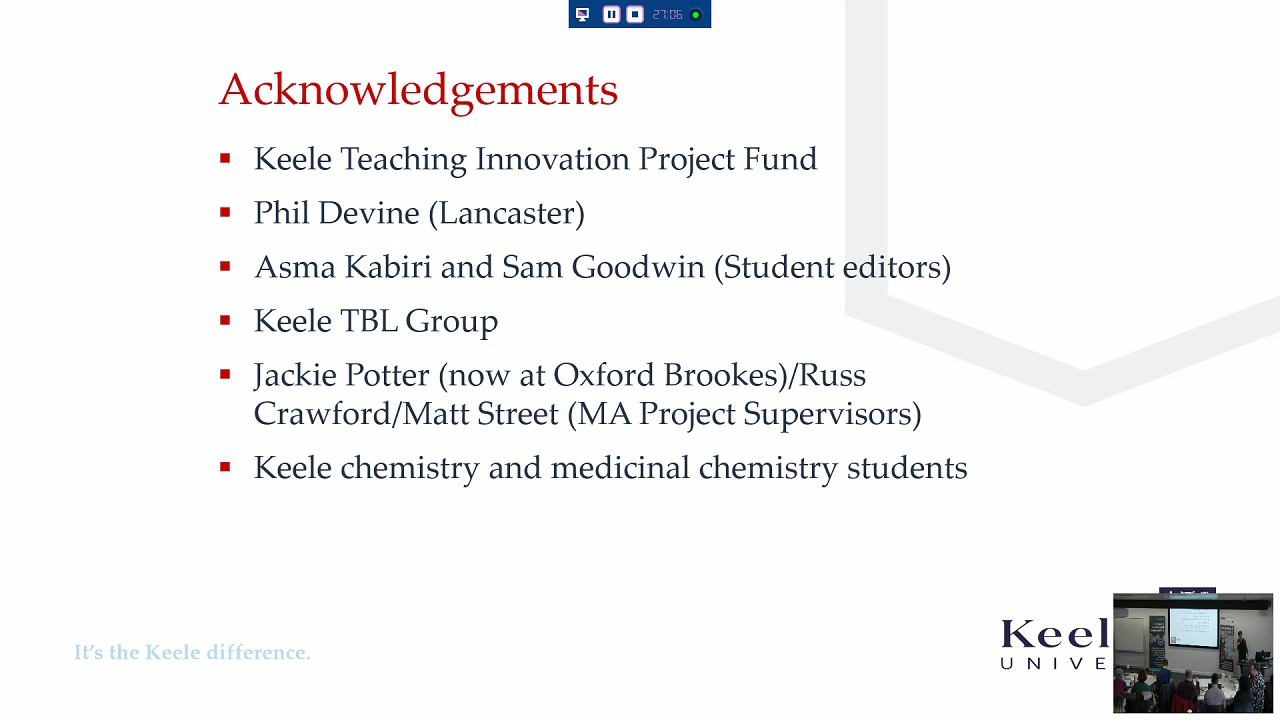 27:06
Acknowledgements
Keele Teaching Innovation Project Fund
Phil Devine (Lancaster)
Asma Kabiri and Sam Goodwin (Student editors)
Keele TBL Group
Jackie Potter (now at Oxford Brookes)/Russ
Crawford/Matt Street (MA Project Supervisors)
Keele chemistry and medicinal chemistry students
It's the Keele difference.
Keel
UNIVE